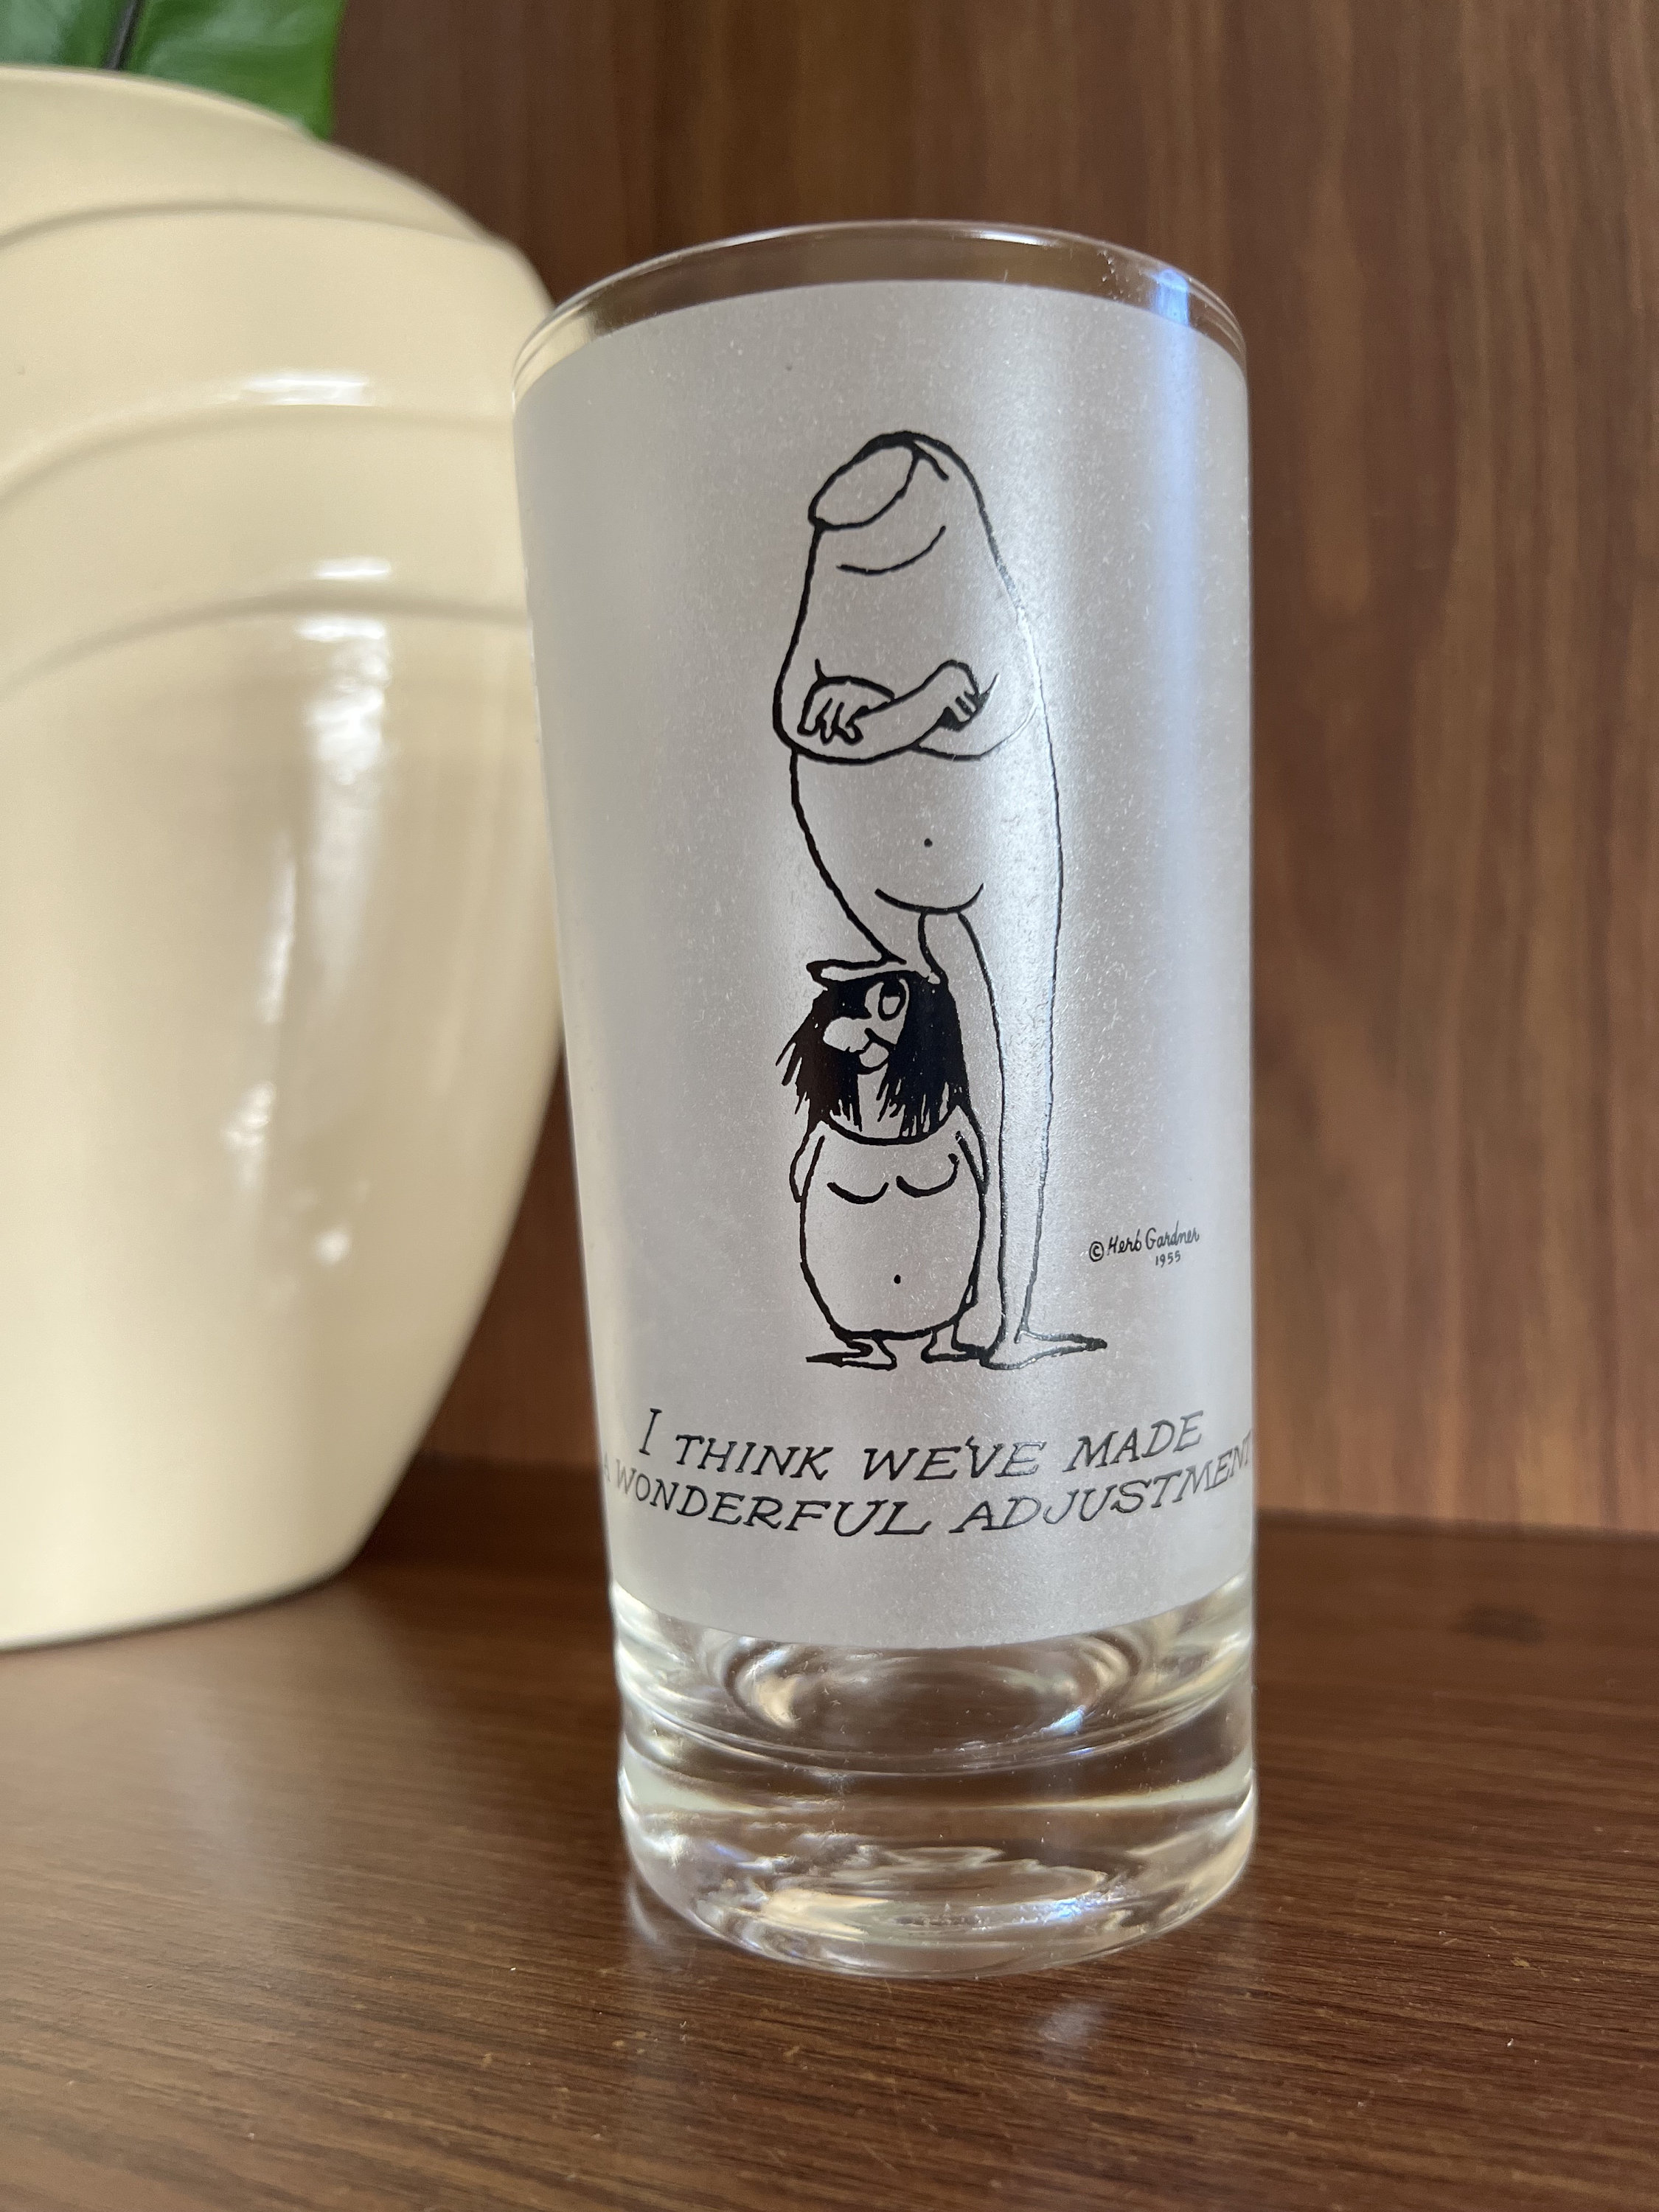 © Herb Gardner
1955
I THINK WE'VE MADE
A WONDERFUL ADJUSTMENT